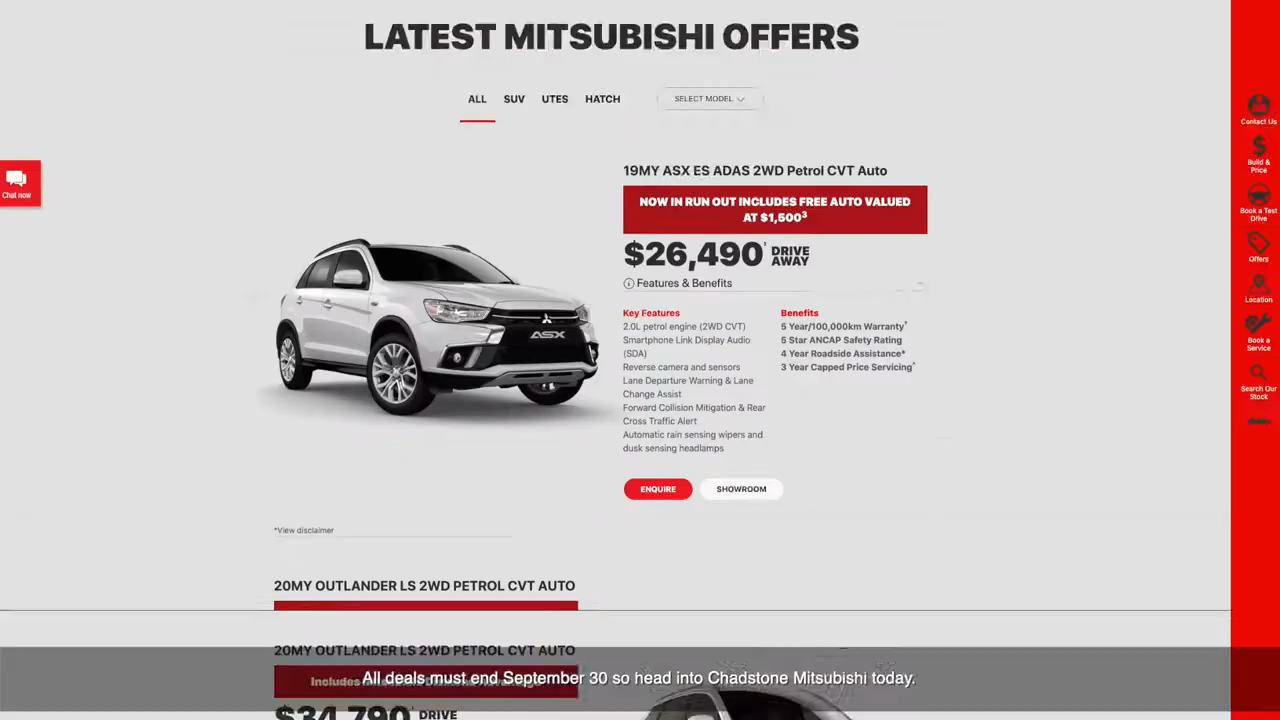 LATEST MITSUBISHI OFFERS
ALL SUV UTES HATCH SELECT MODEL
Chat now
Contact Us
Build &
Price
Book a Test
Drive
Offers
Location
Book a
Service
Search Our
Stock
19MY ASX ES ADAS 2WD Petrol CVT Auto
NOW IN RUN OUT INCLUDES FREE AUTO VALUED
AT $1,500³
$26,490¹ DRIVE
AWAY
Features & Benefits
Key Features
2.0L petrol engine (2WD CVT)
Smartphone Link Display Audio
(SDA)
Reverse camera and sensors
Lane Departure Warning & Lane
Change Assist
Forward Collision Mitigation & Rear
Cross Traffic Alert
Automatic rain sensing wipers and
dusk sensing headlamps
Benefits
5 Year/100,000km Warranty†
5 Star ANCAP Safety Rating
4 Year Roadside Assistance*
3 Year Capped Price Servicing^
ENQUIRE SHOWROOM
ASX
*View disclaimer
20MY OUTLANDER LS 2WD PETROL CVT AUTO
20MY OUTLANDER LS 2WD PETROL CVT AUTO
Includes
All deals must end September 30 so head into Chadstone Mitsubishi today.
$34,790¹ DRIVE